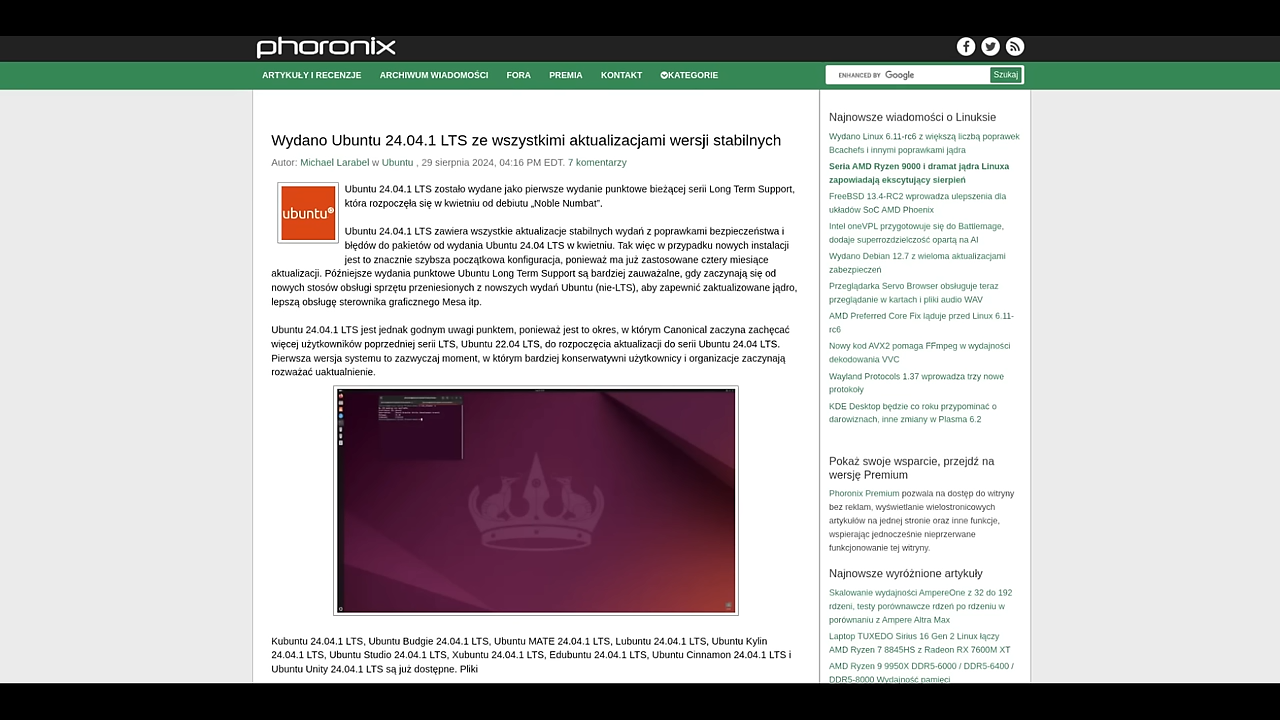 phoronix
ARTYKUŁY I RECENZJE ARCHIWUM WIADOMOŚCI FORA PREMIA KONTAKT KATEGORIE
ENHANCED BY Google Szukaj
Wydano Ubuntu 24.04.1 LTS ze wszystkimi aktualizacjami wersji stabilnych
Autor: Michael Larabel w Ubuntu , 29 sierpnia 2024, 04:16 PM EDT. 7 komentarzy
ubuntu®
Ubuntu 24.04.1 LTS zostało wydane jako pierwsze wydanie punktowe bieżącej serii Long Term Support,
która rozpoczęła się w kwietniu od debiutu „Noble Numbat”.
Ubuntu 24.04.1 LTS zawiera wszystkie aktualizacje stabilnych wydań z poprawkami bezpieczeństwa i
błędów do pakietów od wydania Ubuntu 24.04 LTS w kwietniu. Tak więc w przypadku nowych instalacji
jest to znacznie szybsza początkowa konfiguracja, ponieważ ma już zastosowane cztery miesiące
aktualizacji. Późniejsze wydania punktowe Ubuntu Long Term Support są bardziej zauważalne, gdy zaczynają się od
nowych stosów obsługi sprzętu przeniesionych z nowszych wydań Ubuntu (nie-LTS), aby zapewnić zaktualizowane jądro,
lepszą obsługę sterownika graficznego Mesa itp.
Ubuntu 24.04.1 LTS jest jednak godnym uwagi punktem, ponieważ jest to okres, w którym Canonical zaczyna zachęcać
więcej użytkowników poprzedniej serii LTS, Ubuntu 22.04 LTS, do rozpoczęcia aktualizacji do serii Ubuntu 24.04 LTS.
Pierwsza wersja systemu to zazwyczaj moment, w którym bardziej konserwatywni użytkownicy i organizacje zaczynają
rozważać uaktualnienie.
Kubuntu 24.04.1 LTS, Ubuntu Budgie 24.04.1 LTS, Ubuntu MATE 24.04.1 LTS, Lubuntu 24.04.1 LTS, Ubuntu Kylin
24.04.1 LTS, Ubuntu Studio 24.04.1 LTS, Xubuntu 24.04.1 LTS, Edubuntu 24.04.1 LTS, Ubuntu Cinnamon 24.04.1 LTS i
Ubuntu Unity 24.04.1 LTS są już dostępne. Pliki
Najnowsze wiadomości o Linuksie
Wydano Linux 6.11-rc6 z większą liczbą poprawek
Bcachefs i innymi poprawkami jądra
Seria AMD Ryzen 9000 i dramat jądra Linuxa
zapowiadają ekscytujący sierpień
FreeBSD 13.4-RC2 wprowadza ulepszenia dla
układów SoC AMD Phoenix
Intel oneVPL przygotowuje się do Battlemage,
dodaje superrozdzielczość opartą na AI
Wydano Debian 12.7 z wieloma aktualizacjami
zabezpieczeń
Przeglądarka Servo Browser obsługuje teraz
przeglądanie w kartach i pliki audio WAV
AMD Preferred Core Fix ląduje przed Linux 6.11-
rc6
Nowy kod AVX2 pomaga FFmpeg w wydajności
dekodowania VVC
Wayland Protocols 1.37 wprowadza trzy nowe
protokoły
KDE Desktop będzie co roku przypominać o
darowiznach, inne zmiany w Plasma 6.2
Pokaż swoje wsparcie, przejdź na
wersję Premium
Phoronix Premium pozwala na dostęp do witryny
bez reklam, wyświetlanie wielostronicowych
artykułów na jednej stronie oraz inne funkcje,
wspierając jednocześnie nieprzerwane
funkcjonowanie tej witryny.
Najnowsze wyróżnione artykuły
Skalowanie wydajności AmpereOne z 32 do 192
rdzeni, testy porównawcze rdzeń po rdzeniu w
porównaniu z Ampere Altra Max
Laptop TUXEDO Sirius 16 Gen 2 Linux łączy
AMD Ryzen 7 8845HS z Radeon RX 7600M XT
AMD Ryzen 9 9950X DDR5-6000 / DDR5-6400 /
DDR5-8000 Wydajność pamięci